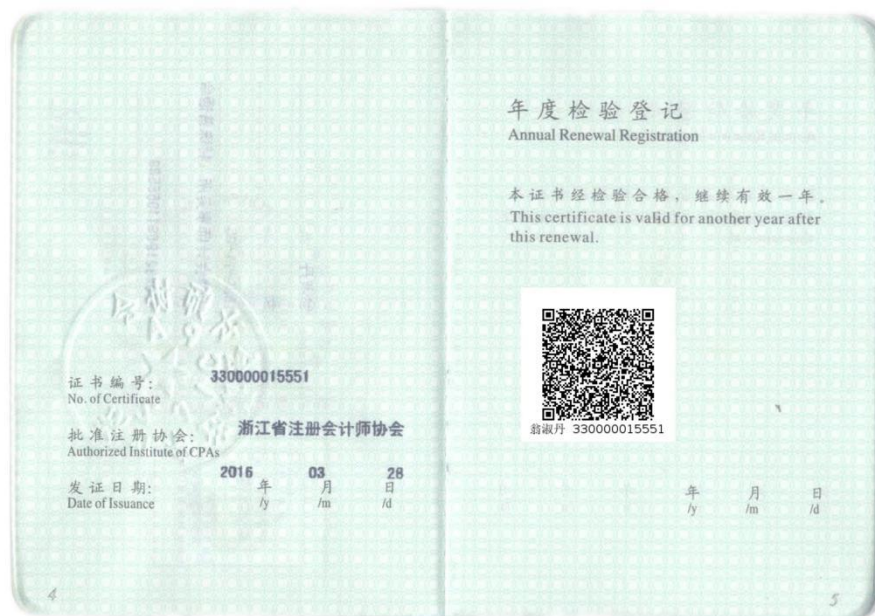 证书编号: 330000015551
No. of Certificate
批准注册协会: 浙江省注册会计师协会
Authorized Institute of CPAs
发证日期: 2016 年 03 月 28 日
Date of Issuance /y /m /d
4
年度检验登记
Annual Renewal Registration
本证书经检验合格，继续有效一年。
This certificate is valid for another year after
this renewal.
翁淑丹 330000015551
年 月 日
/y /m /d
5